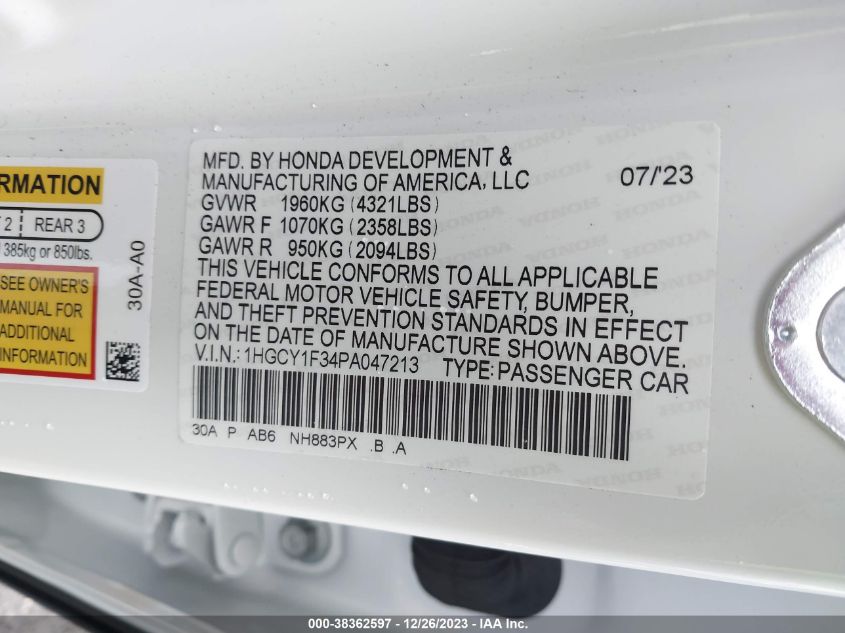 RMATION
2 REAR 3
385kg or 850lbs.
SEE OWNER'S
MANUAL FOR
ADDITIONAL
INFORMATION
30A-A0
MFD. BY HONDA DEVELOPMENT &
MANUFACTURING OF AMERICA, LLC 07/'23
GVWR 1960KG (4321LBS)
GAWR F 1070KG (2358LBS)
GAWR R 950KG (2094LBS)
THIS VEHICLE CONFORMS TO ALL APPLICABLE
FEDERAL MOTOR VEHICLE SAFETY, BUMPER,
AND THEFT PREVENTION STANDARDS IN EFFECT
ON THE DATE OF MANUFACTURE SHOWN ABOVE.
V.I.N.: 1HGCY1F34PA047213 TYPE: PASSENGER CAR
30A P AB6 NH883PX .B .A
HONDA HONDA HONDA
000-38362597 - 12/26/2023 - IAA Inc.